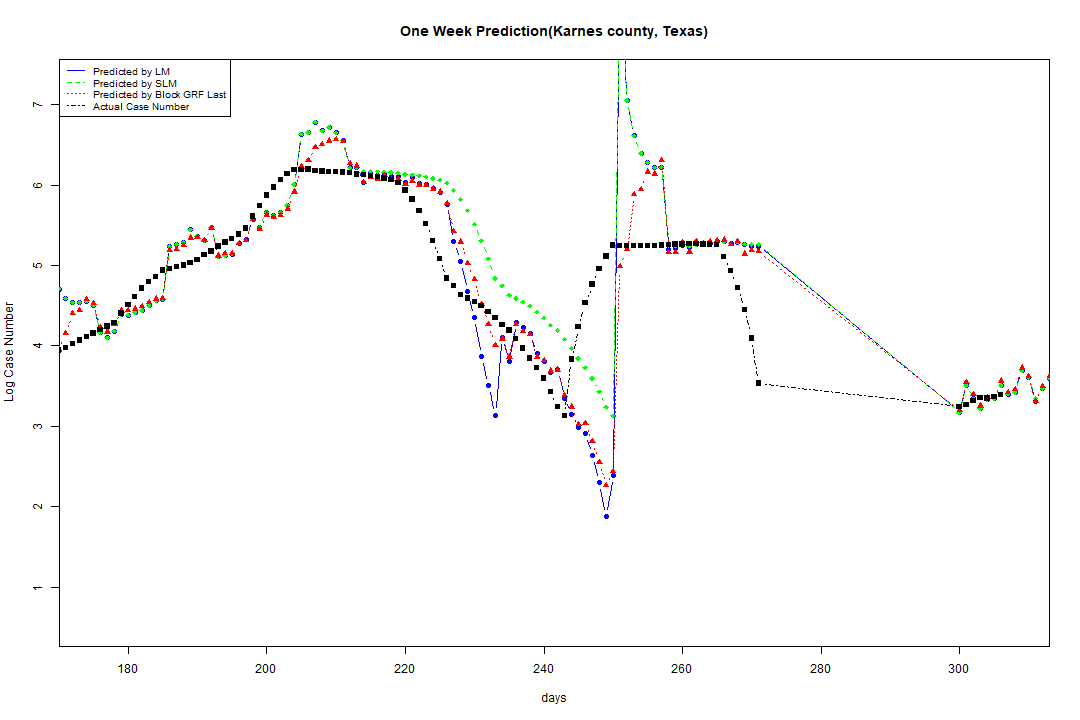 One Week Prediction(Karnes county, Texas)
Predicted by LM
Predicted by SLM
Predicted by Block GRF Last
Actual Case Number
7
6
5
4
3
2
1
Log Case Number
180 200 220 240 260 280 300
days